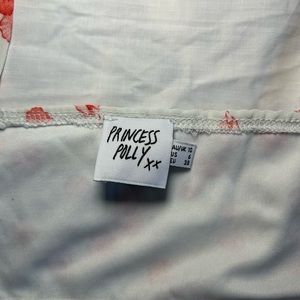 PRINCESS
POLLY xx
AU/UK 10
US 6
EU 38